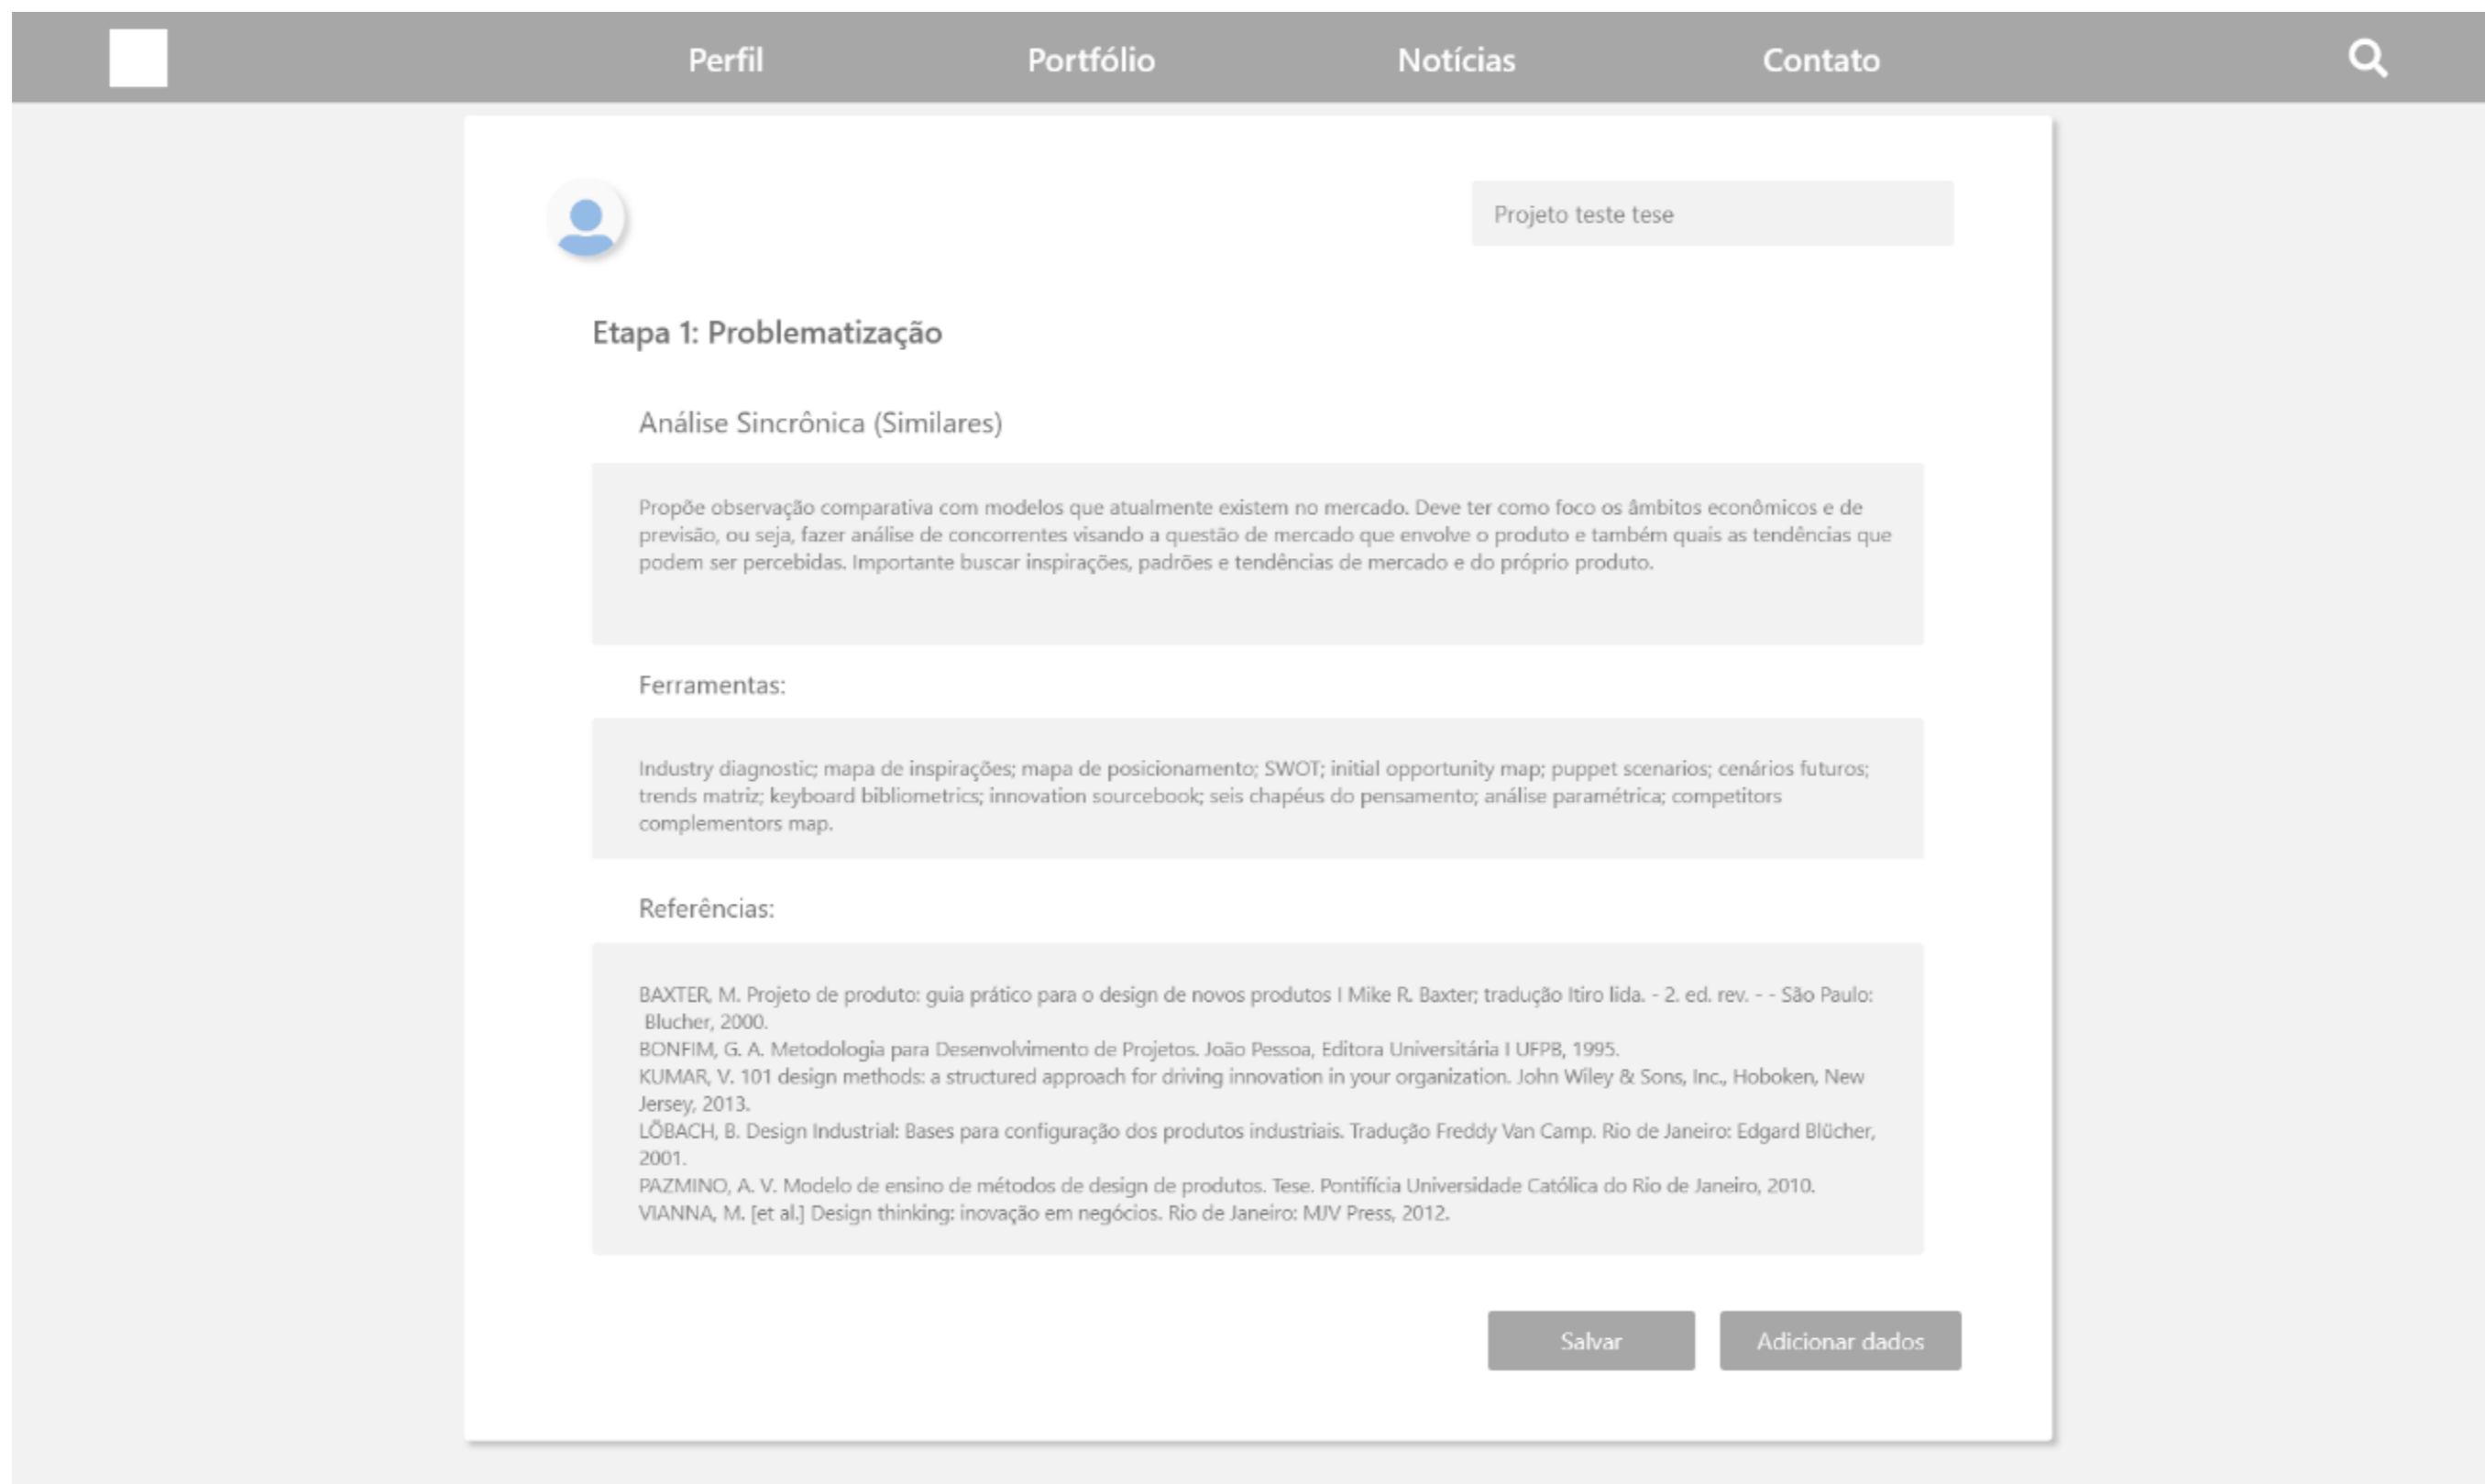 Perfil Portfólio Notícias Contato
Projeto teste tese
Etapa 1: Problematização
Análise Sincrônica (Similares)
Propõe observação comparativa com modelos que atualmente existem no mercado. Deve ter como foco os âmbitos econômicos e de
previsão, ou seja, fazer análise de concorrentes visando a questão de mercado que envolve o produto e também quais as tendências que
podem ser percebidas. Importante buscar inspirações, padrões e tendências de mercado e do próprio produto.
Ferramentas:
Industry diagnostic; mapa de inspirações; mapa de posicionamento; SWOT; initial opportunity map; puppet scenarios; cenários futuros;
trends matriz; keyboard bibliometrics; innovation sourcebook; seis chapéus do pensamento; análise paramétrica; competitors
complementors map.
Referências:
BAXTER, M. Projeto de produto: guia prático para o design de novos produtos I Mike R. Baxter; tradução Itiro lida. - 2. ed. rev. - - São Paulo:
Blucher, 2000.
BONFIM, G. A. Metodologia para Desenvolvimento de Projetos. João Pessoa, Editora Universitária I UFPB, 1995.
KUMAR, V. 101 design methods: a structured approach for driving innovation in your organization. John Wiley & Sons, Inc., Hoboken, New
Jersey, 2013.
LÖBACH, B. Design Industrial: Bases para configuração dos produtos industriais. Tradução Freddy Van Camp. Rio de Janeiro: Edgard Blücher,
2001.
PAZMINO, A. V. Modelo de ensino de métodos de design de produtos. Tese. Pontifícia Universidade Católica do Rio de Janeiro, 2010.
VIANNA, M. [et al.] Design thinking: inovação em negócios. Rio de Janeiro: MJV Press, 2012.
Salvar Adicionar dados